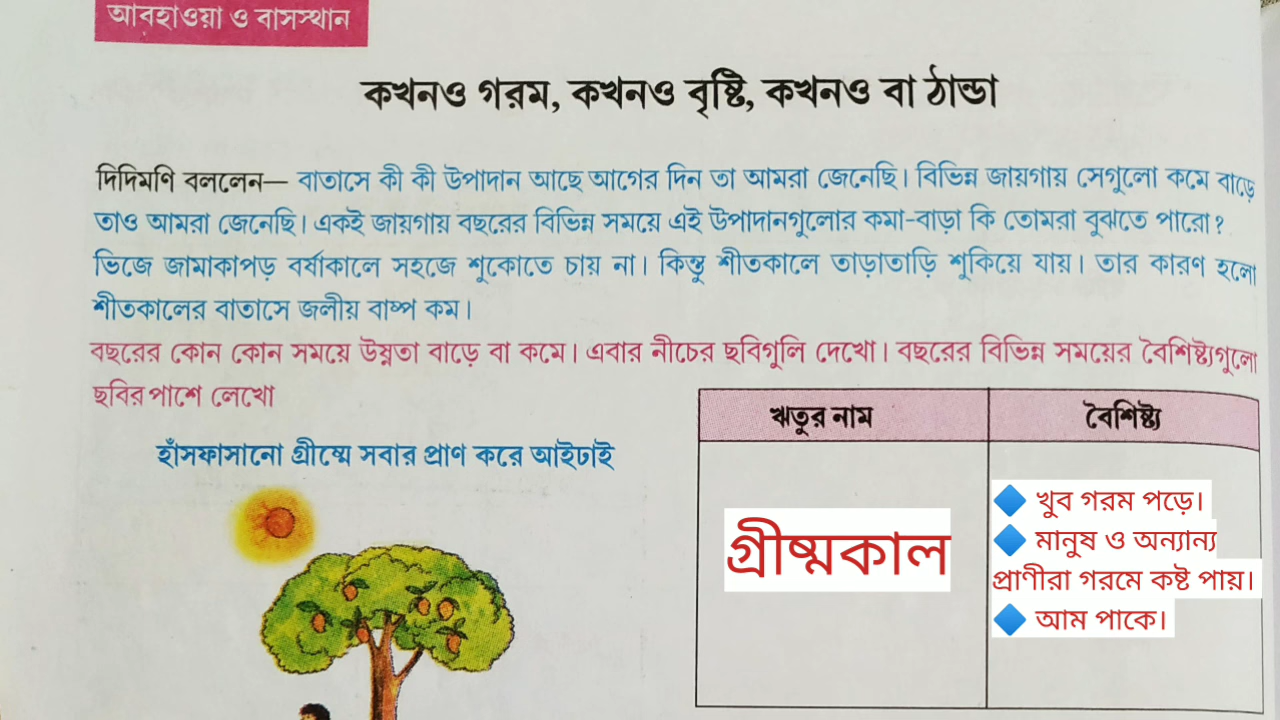 আবহাওয়া ও বাসস্থান
কখনও গরম, কখনও বৃষ্টি, কখনও বা ঠান্ডা
দিদিমণি বললেন— বাতাসে কী কী উপাদান আছে আগের দিন তা আমরা জেনেছি। বিভিন্ন জায়গায় সেগুলো কমে বাড়ে
তাও আমরা জেনেছি। একই জায়গায় বছরের বিভিন্ন সময়ে এই উপাদানগুলোর কমা-বাড়া কি তোমরা বুঝতে পারো?
ভিজে জামাকাপড় বর্ষাকালে সহজে শুকোতে চায় না। কিন্তু শীতকালে তাড়াতাড়ি শুকিয়ে যায়। তার কারণ হলো
শীতকালের বাতাসে জলীয় বাষ্প কম।
বছরের কোন কোন সময়ে উষ্ণতা বাড়ে বা কমে। এবার নীচের ছবিগুলি দেখো। বছরের বিভিন্ন সময়ের বৈশিষ্ট্যগুলো
ছবির পাশে লেখো
হাঁসফাসানো গ্রীষ্মে সবার প্রাণ করে আইঢাই
ঋতুর নাম
বৈশিষ্ট্য
গ্রীষ্মকাল
🔷 খুব গরম পড়ে।
🔷 মানুষ ও অন্যান্য
প্রাণীরা গরমে কষ্ট পায়।
🔷 আম পাকে।